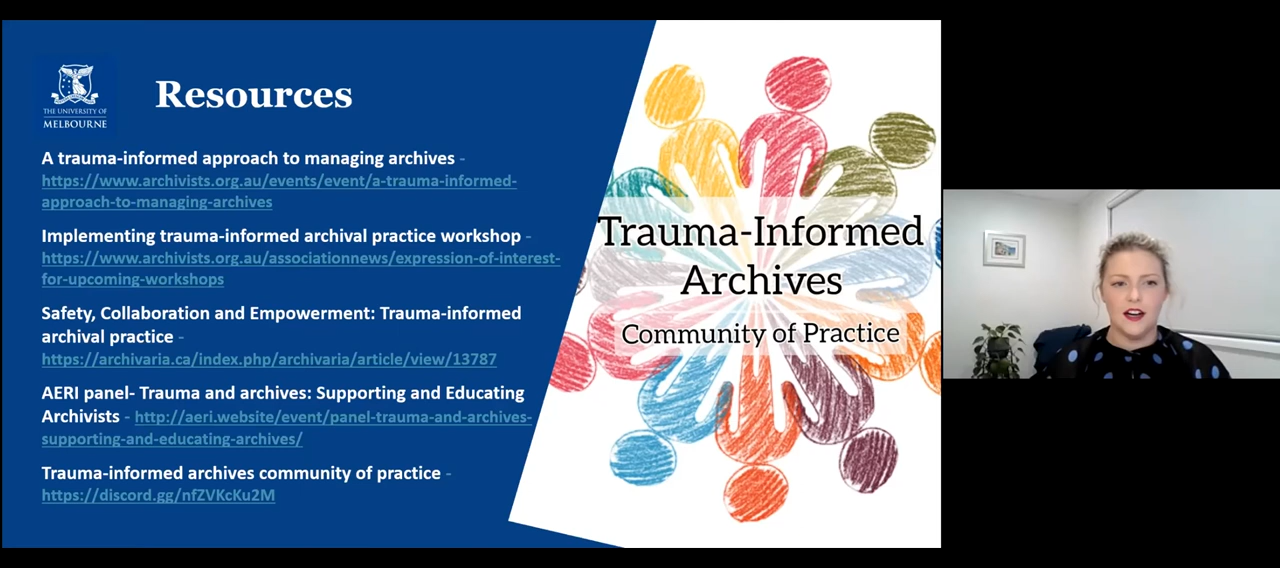 THE UNIVERSITY OF
MELBOURNE
Resources
A trauma-informed approach to managing archives -
https://www.archivists.org.au/events/event/a-trauma-informed-
approach-to-managing-archives
Implementing trauma-informed archival practice workshop -
https://www.archivists.org.au/associationnews/expression-of-interest-
for-upcoming-workshops
Safety, Collaboration and Empowerment: Trauma-informed
archival practice -
https://archivaria.ca/index.php/archivaria/article/view/13787
AERI panel- Trauma and archives: Supporting and Educating
Archivists - http://aeri.website/event/panel-trauma-and-archives-
supporting-and-educating-archives/
Trauma-informed archives community of practice -
https://discord.gg/nfZVKcKu2M
Trauma-Informed
Archives
Community of Practice